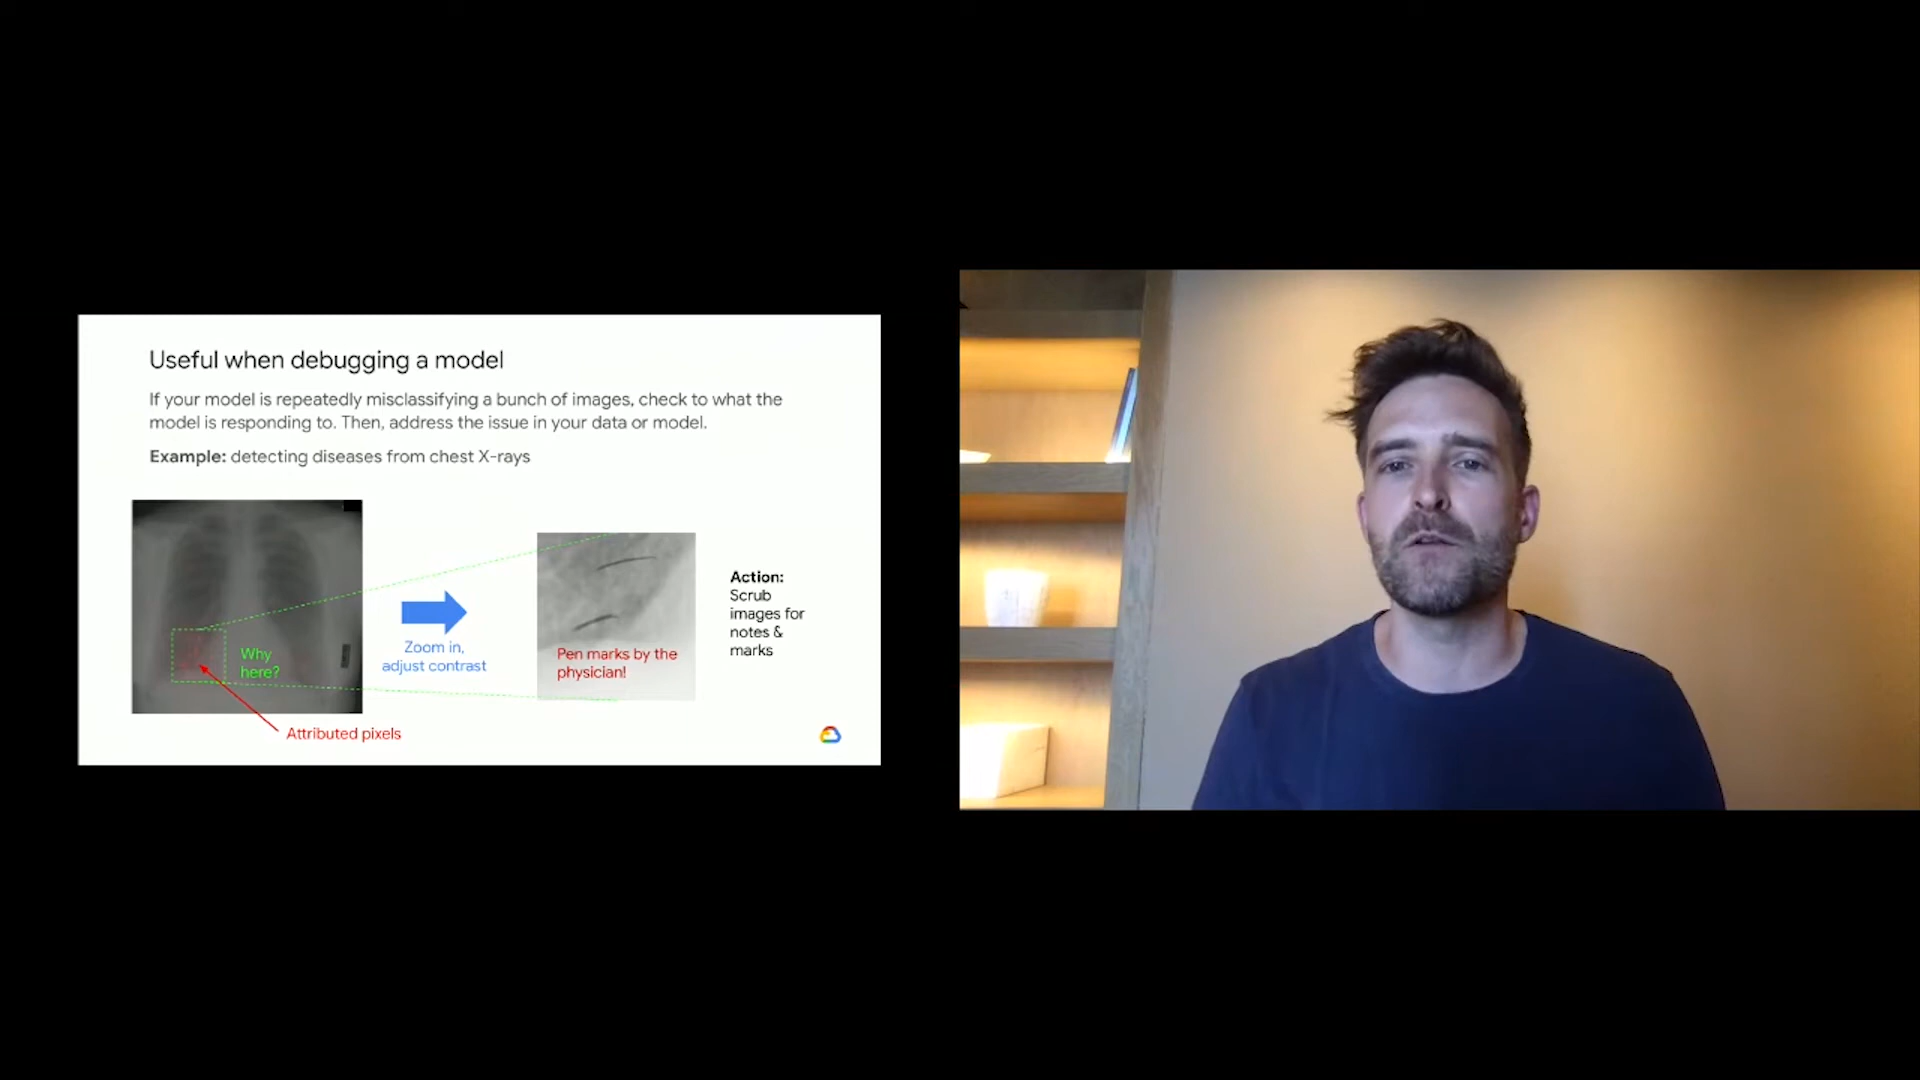 Useful when debugging a model
If your model is repeatedly misclassifying a bunch of images, check to what the
model is responding to. Then, address the issue in your data or model.
Example: detecting diseases from chest X-rays
Why
here?
Attributed pixels
Zoom in,
adjust contrast
Pen marks by the
physician!
Action:
Scrub
images for
notes &
marks